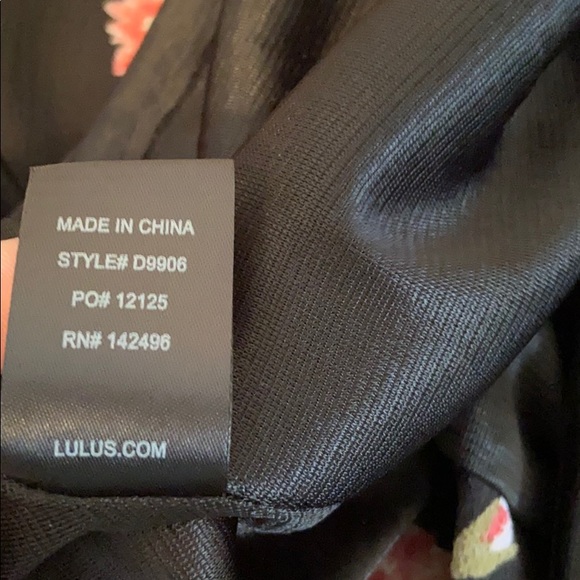 MADE IN CHINA
STYLE# D9906
PO# 12125
RN# 142496
LULUS.COM